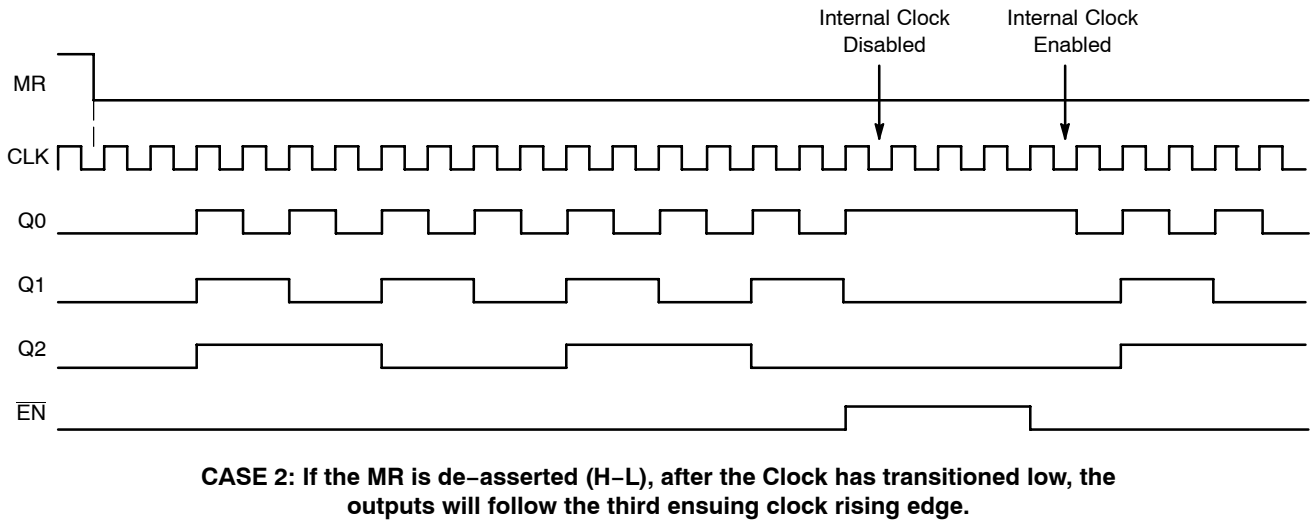 Internal Clock
Disabled
Internal Clock
Enabled
MR
CLK
Q0
Q1
Q2
E̅N̅
CASE 2: If the MR is de−asserted (H−L), after the Clock has transitioned low, the
outputs will follow the third ensuing clock rising edge.